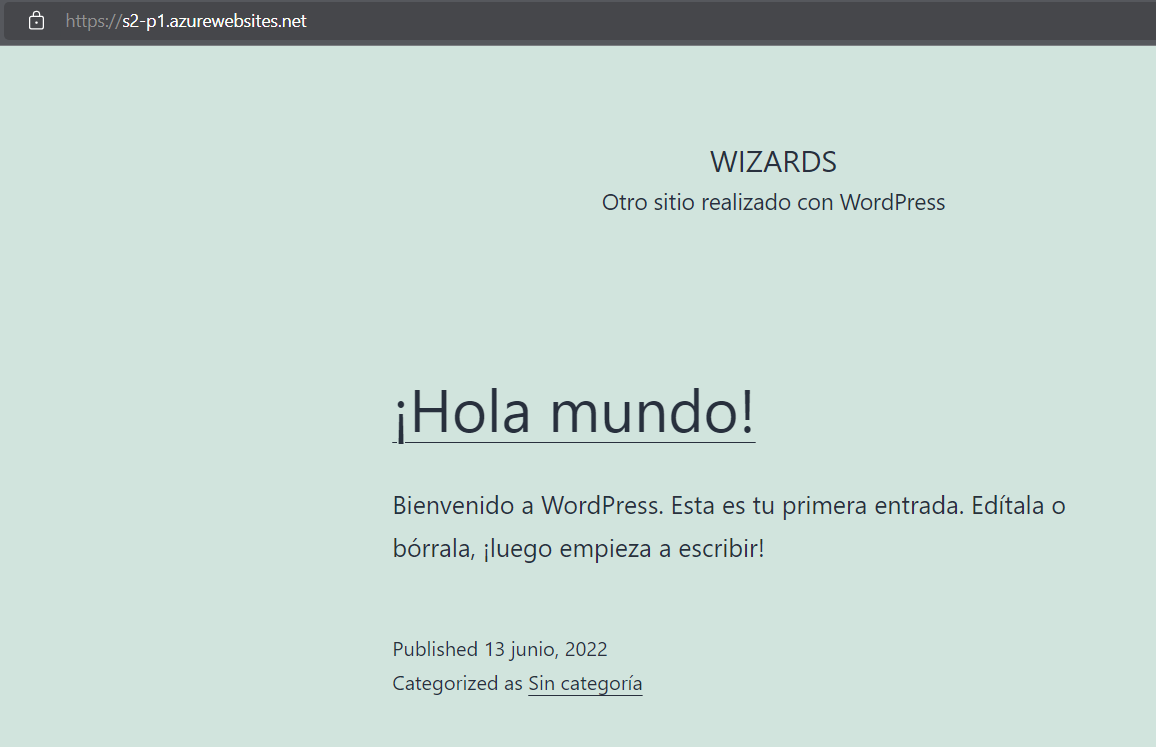 https://s2-p1.azurewebsites.net
WIZARDS
Otro sitio realizado con WordPress
¡Hola mundo!
Bienvenido a WordPress. Esta es tu primera entrada. Edítala o
bórrala, ¡luego empieza a escribir!
Published 13 junio, 2022
Categorized as Sin categoría